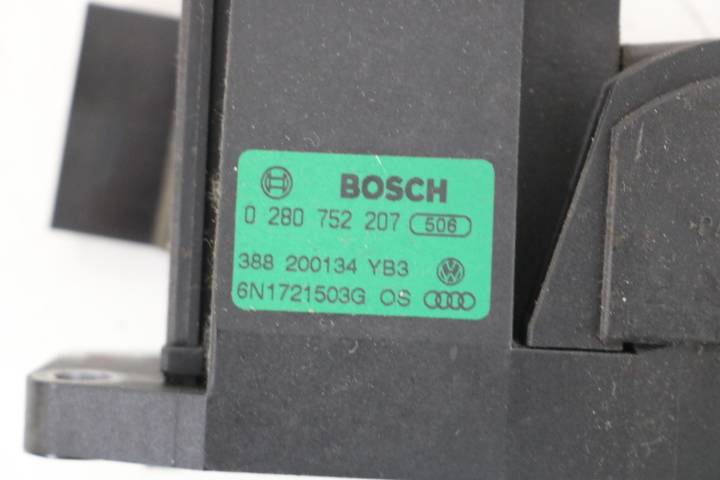 BOSCH
0 280 752 207 506
388 200134 YB3
6N1721503G OS